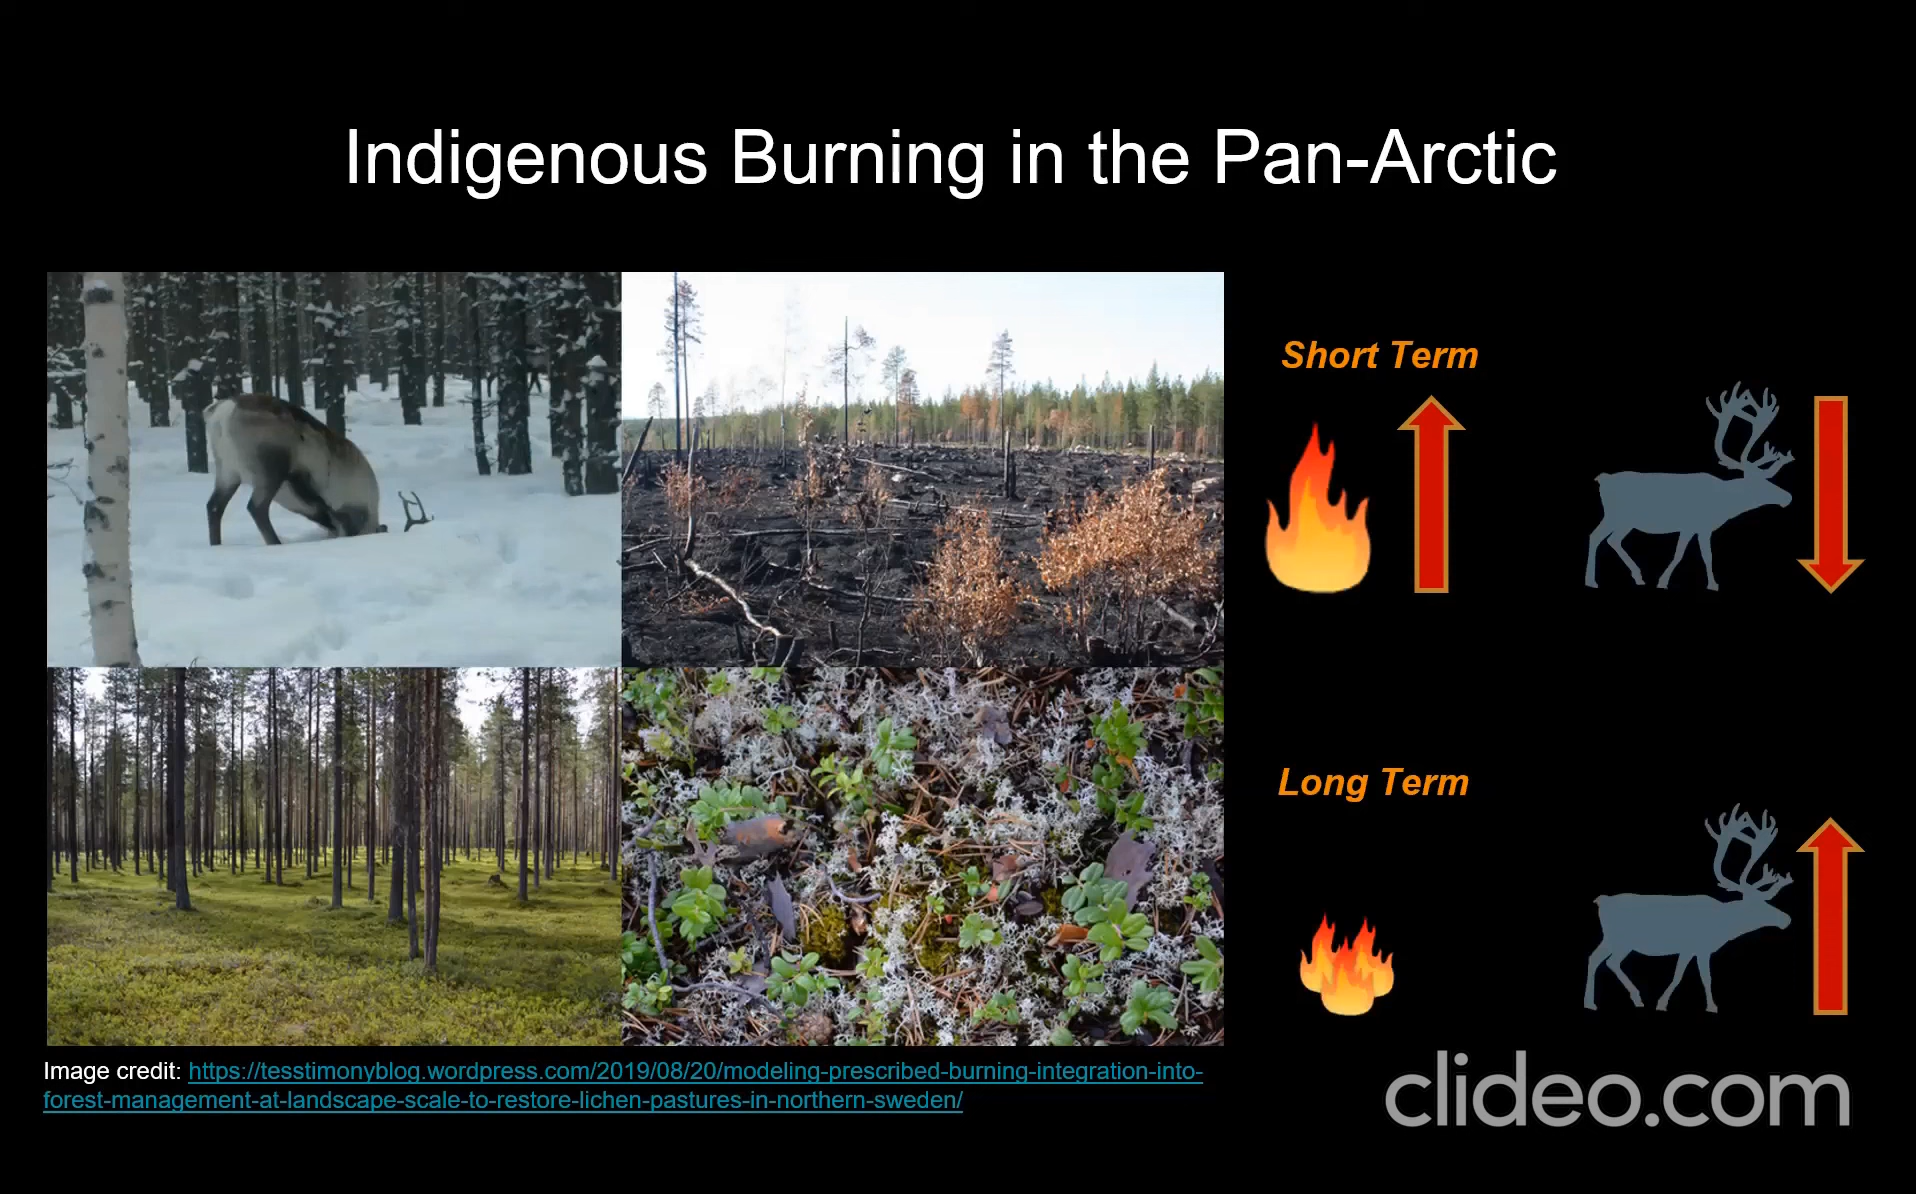 Indigenous Burning in the Pan-Arctic
Short Term
Long Term
Image credit: https://tesstimonyblog.wordpress.com/2019/08/20/modeling-prescribed-burning-integration-into-
forest-management-at-landscape-scale-to-restore-lichen-pastures-in-northern-sweden/
clideo.com